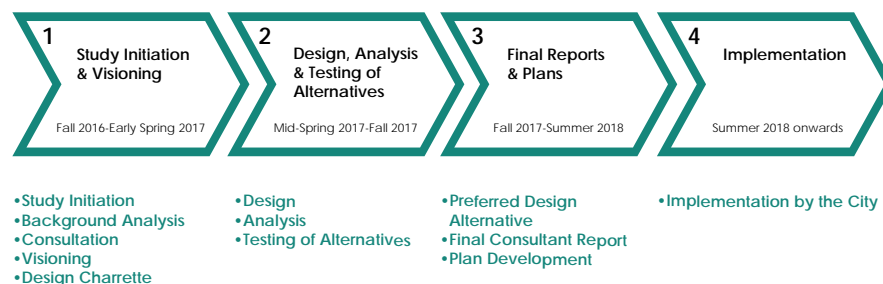 1
Study Initiation
& Visioning
Fall 2016-Early Spring 2017
2
Design, Analysis
& Testing of
Alternatives
Mid-Spring 2017-Fall 2017
3
Final Reports
& Plans
Fall 2017-Summer 2018
4
Implementation
Summer 2018 onwards
•Study Initiation
•Background Analysis
•Consultation
•Visioning
•Design Charrette
•Design
•Analysis
•Testing of Alternatives
•Preferred Design
Alternative
•Final Consultant Report
•Plan Development
•Implementation by the City